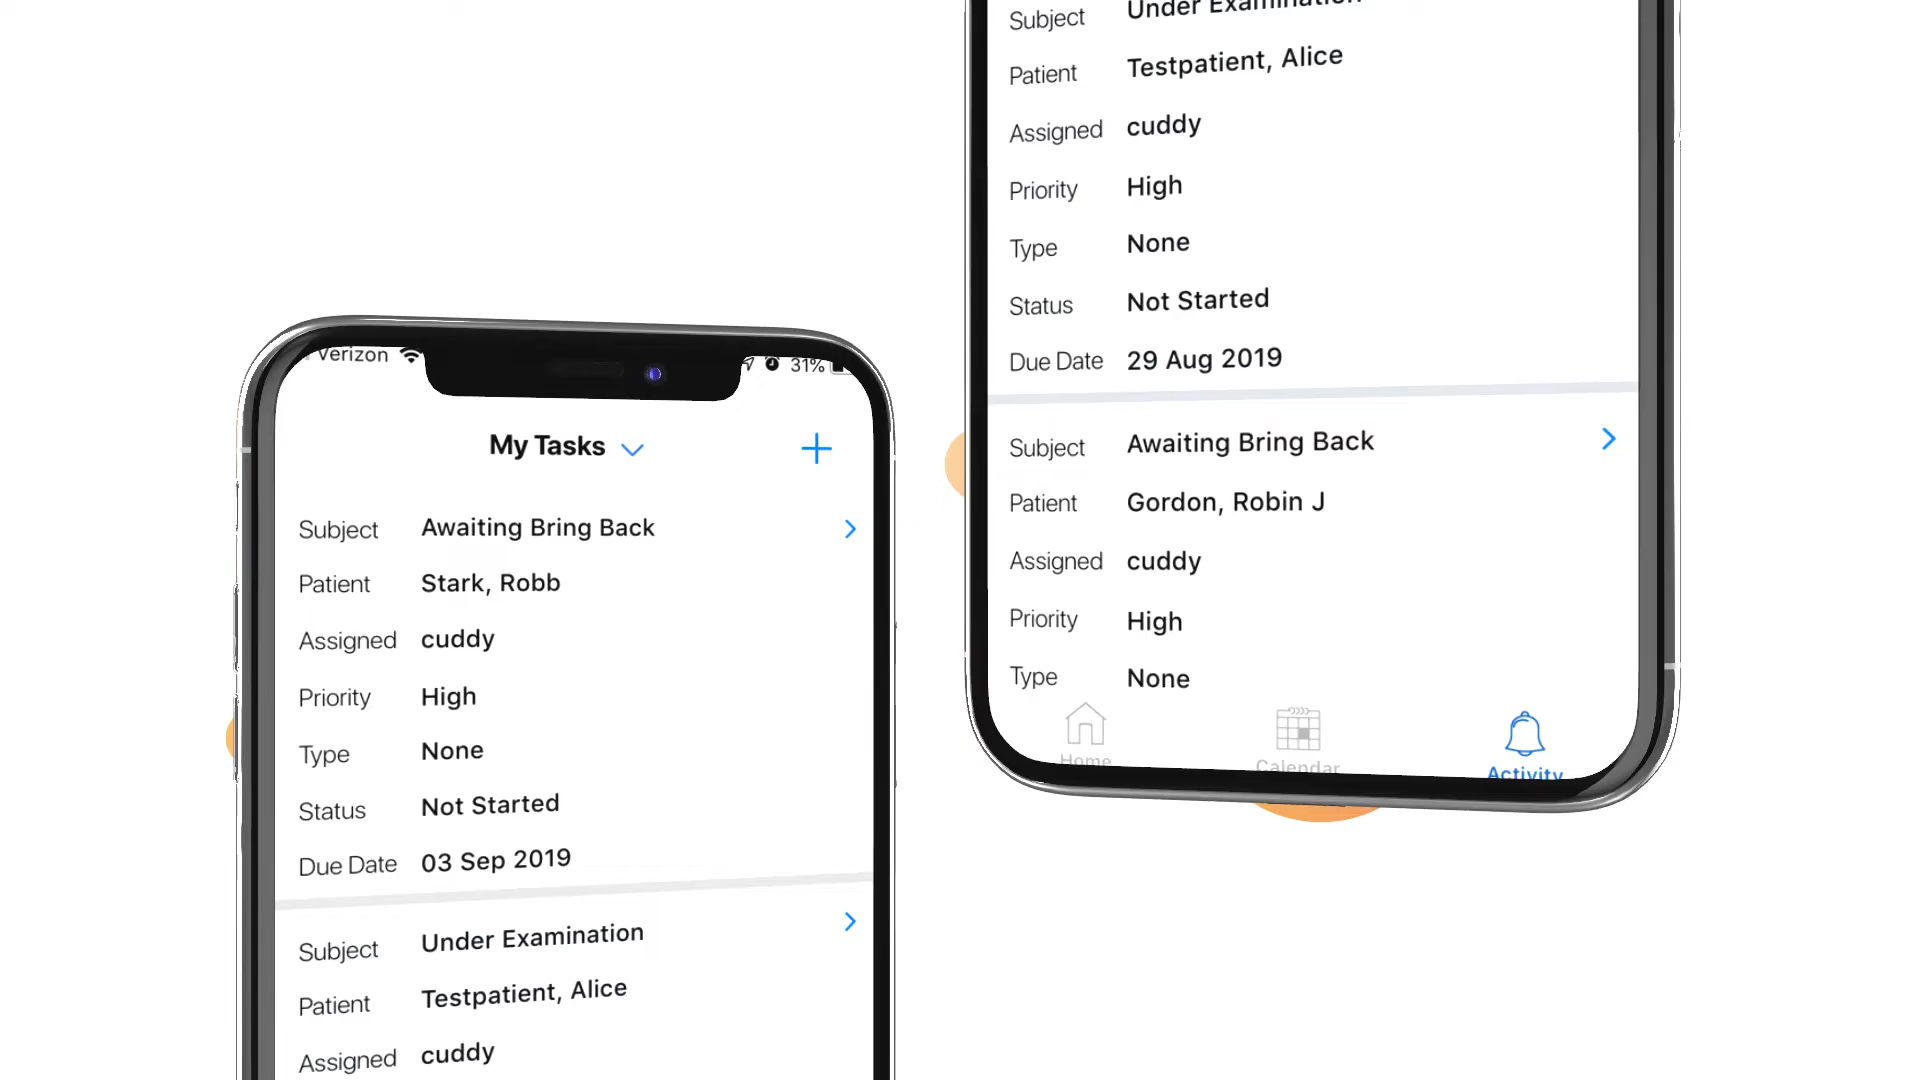 Verizon 31%
My Tasks
Subject Awaiting Bring Back
Patient Stark, Robb
Assigned cuddy
Priority High
Type None
Status Not Started
Due Date 03 Sep 2019
Subject Under Examination
Patient Testpatient, Alice
Assigned cuddy
Subject Under Examination
Patient Testpatient, Alice
Assigned cuddy
Priority High
Type None
Status Not Started
Due Date 29 Aug 2019
Subject Awaiting Bring Back
Patient Gordon, Robin J
Assigned cuddy
Priority High
Type None
Home Calendar Activity